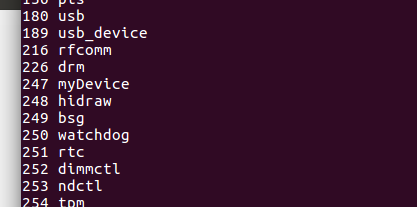 136 pts
180 usb
189 usb_device
216 rfcomm
226 drm
247 myDevice
248 hidraw
249 bsg
250 watchdog
251 rtc
252 dimmctl
253 ndctl
254 tpm